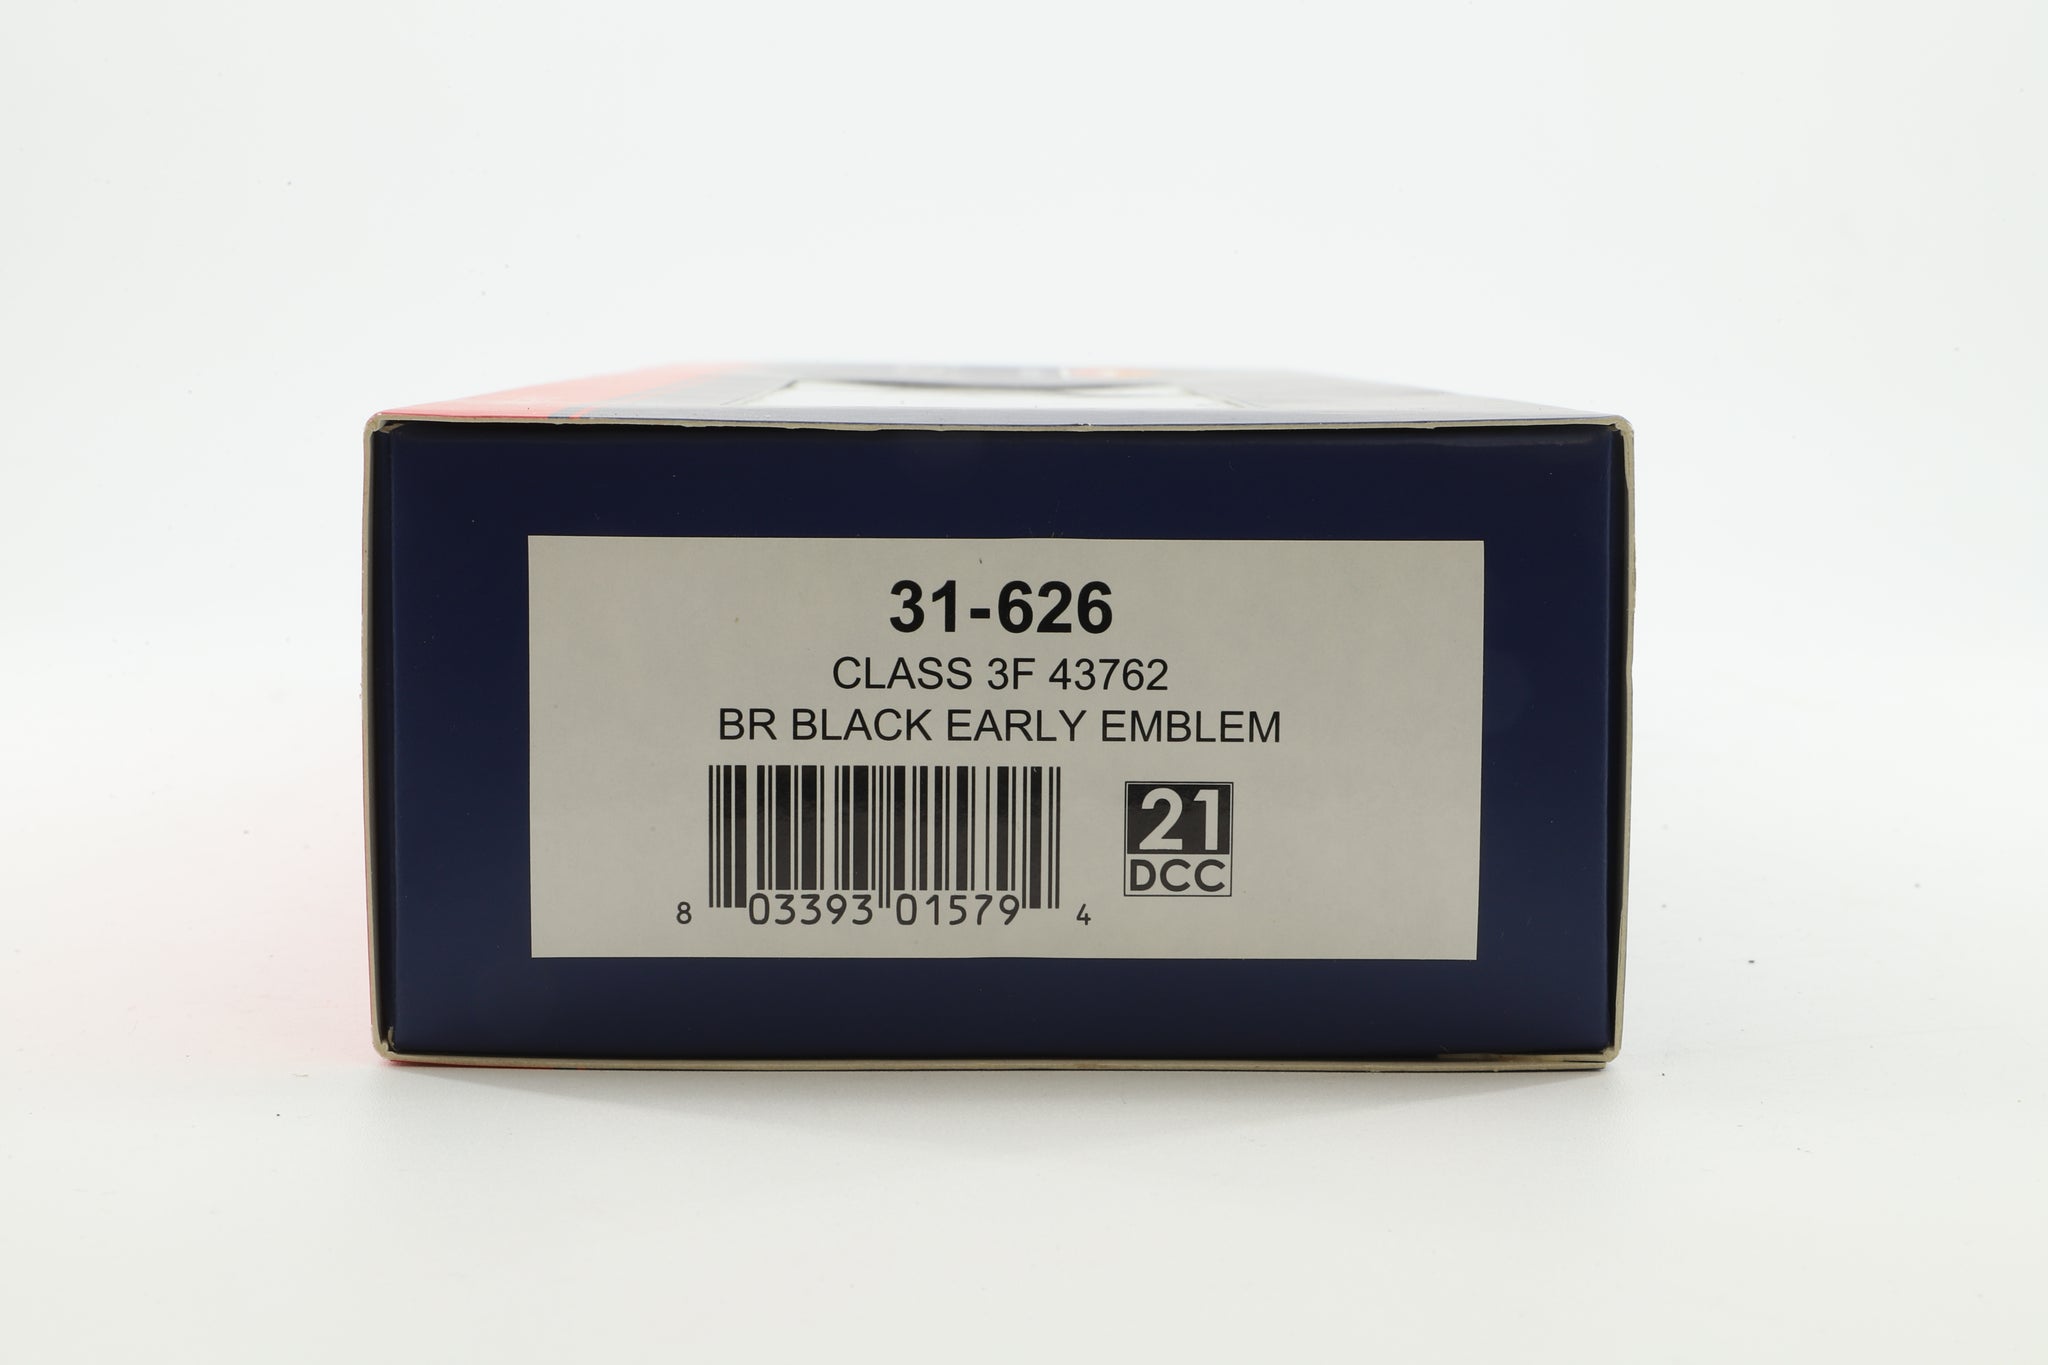 31-626
CLASS 3F 43762
BR BLACK EARLY EMBLEM
21
DCC
8 03393 01579 4